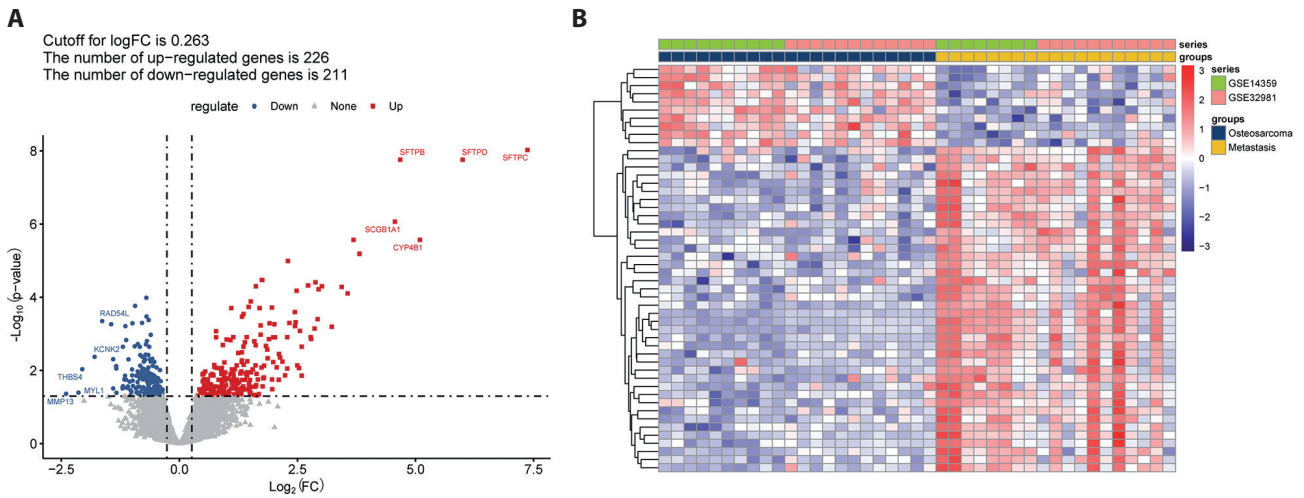 A
Cutoff for logFC is 0.263
The number of up−regulated genes is 226
The number of down−regulated genes is 211
regulate Down None Up
8
6
4
2
0
-Log10 (p-value)
SFTPB
SFTPD
SFTPC
SCGB1A1
CYP4B1
RAD54L
KCNK2
THBS4
MYL1
MMP13
−2.5 0.0 2.5 5.0 7.5
Log2 (FC)
B
series
groups
3
2
1
0
−1
−2
−3
series
GSE14359
GSE32981
groups
Osteosarcoma
Metastasis